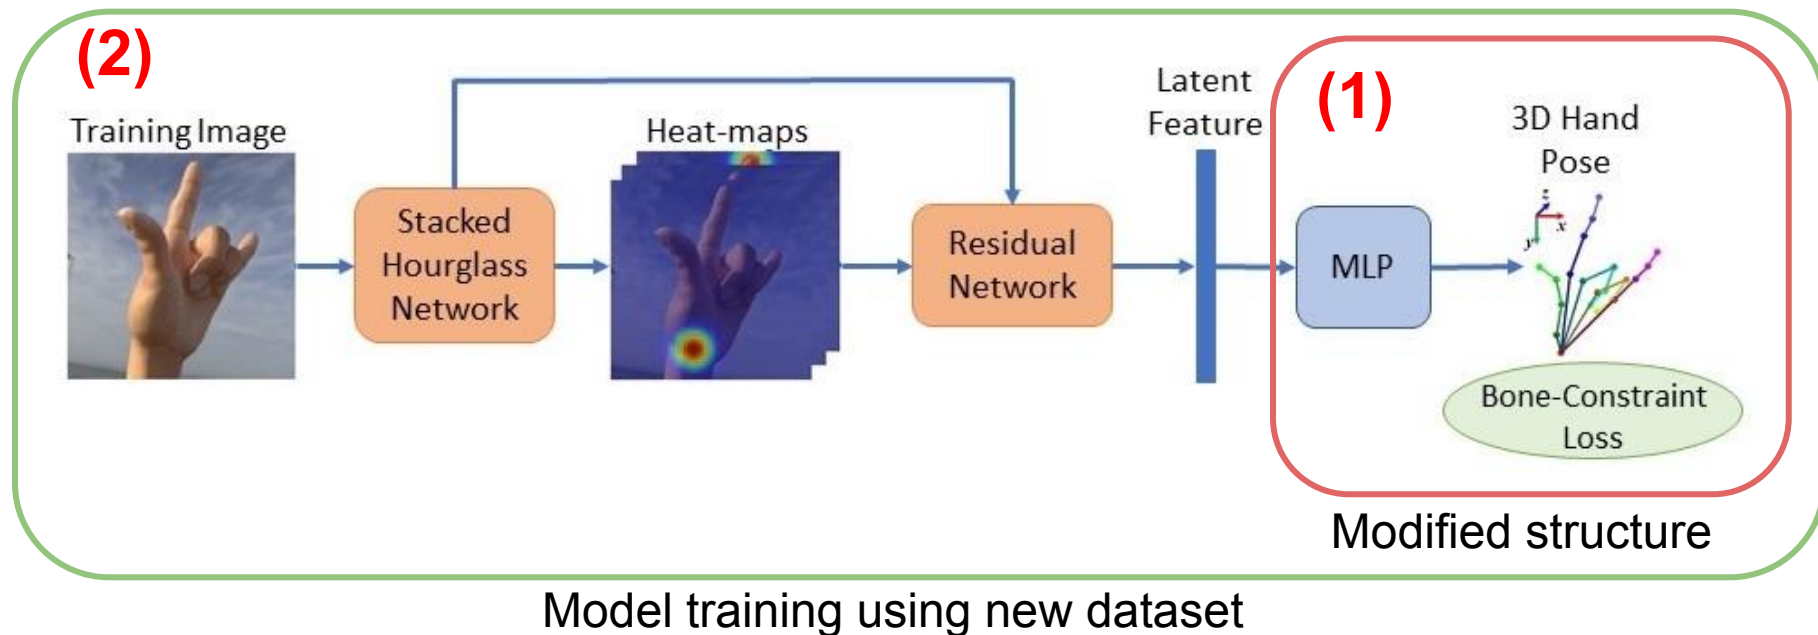 (2)
Training Image
Stacked
Hourglass
Network
Heat-maps
Residual
Network
Latent
Feature
(1)
MLP
3D Hand
Pose
z
x
y
Bone-Constraint
Loss
Modified structure
Model training using new dataset